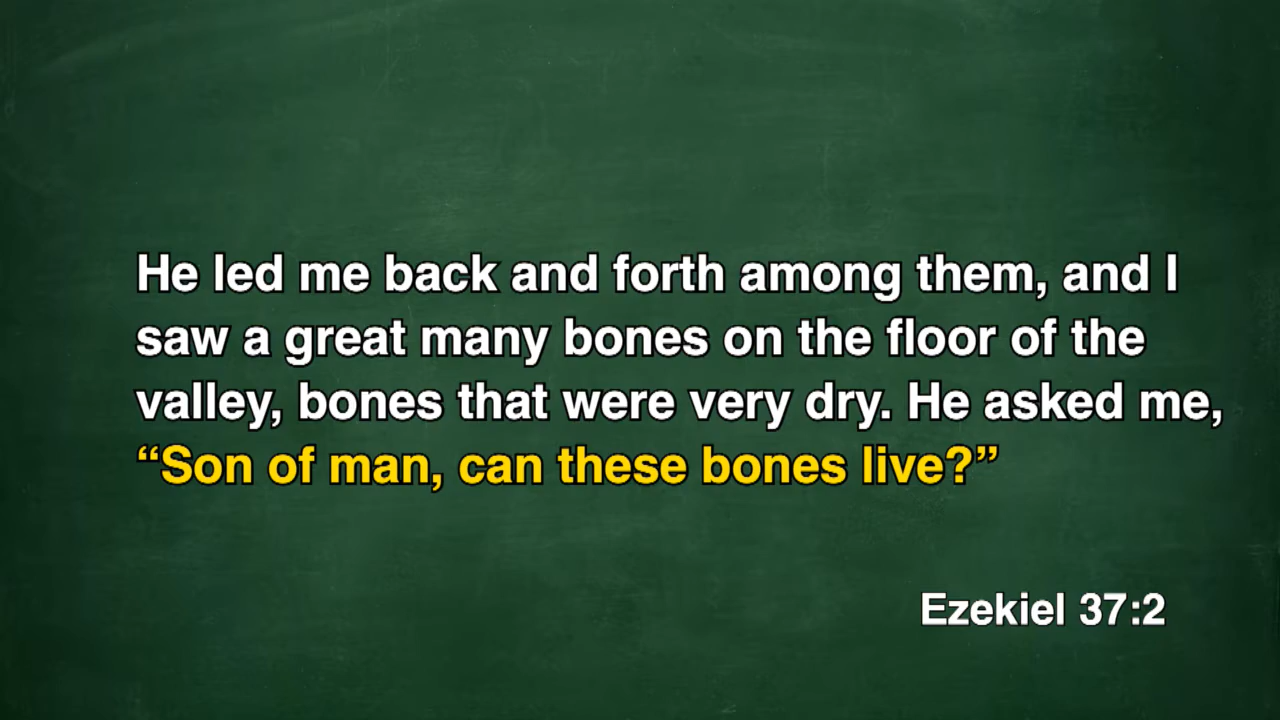 He led me back and forth among them, and I
saw a great many bones on the floor of the
valley, bones that were very dry. He asked me,
“Son of man, can these bones live?”
Ezekiel 37:2